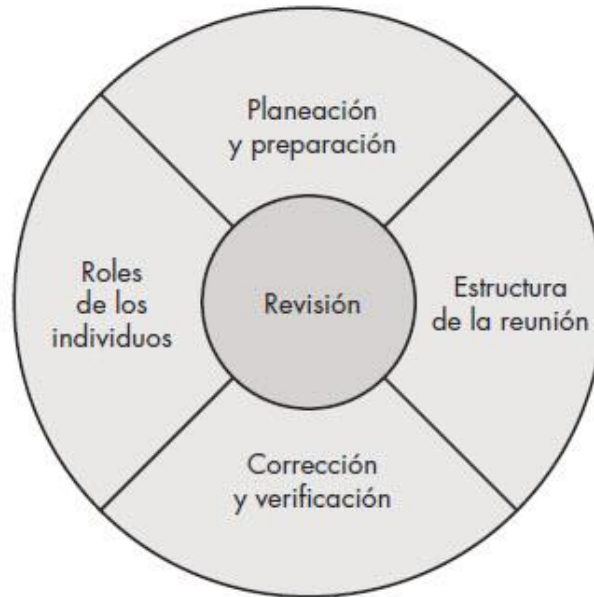 Planeación
y preparación
Roles
de los
individuos
Revisión
Estructura
de la reunión
Corrección
y verificación